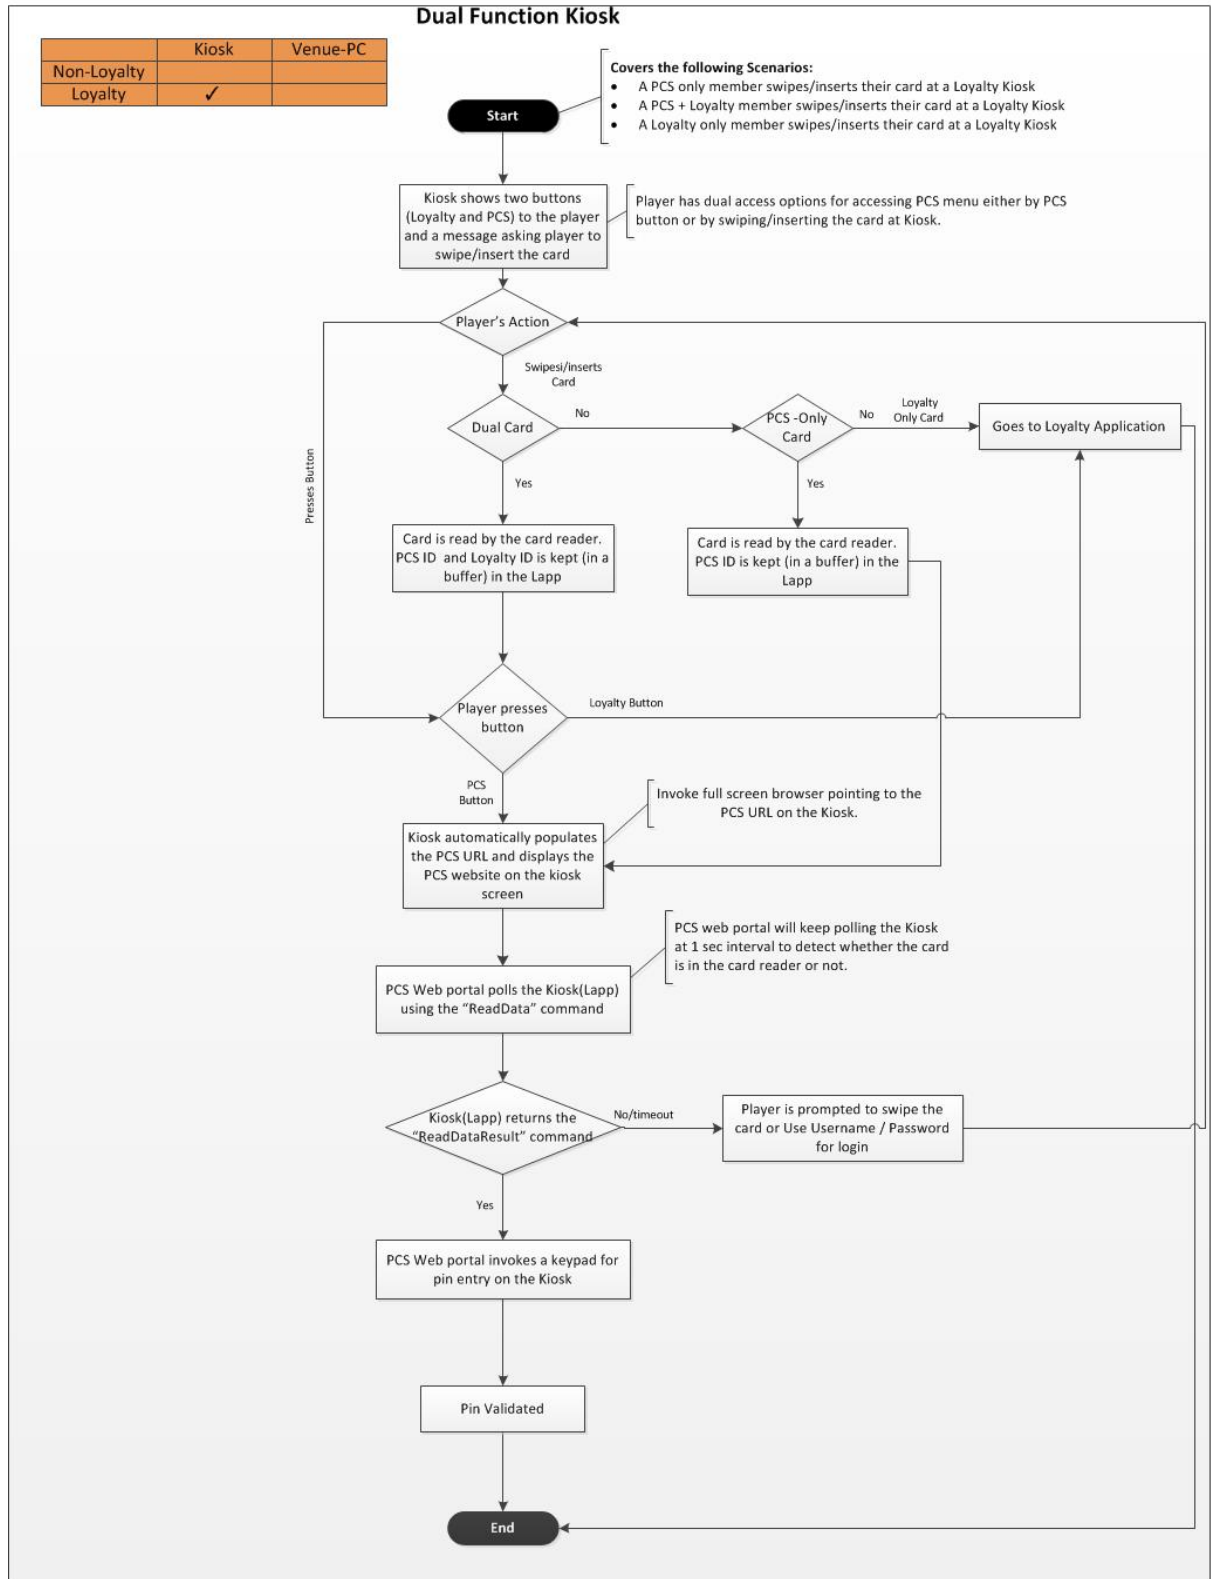 Dual Function Kiosk
Kiosk Venue-PC
Non-Loyalty
Loyalty ✓
Covers the following Scenarios:
• A PCS only member swipes/inserts their card at a Loyalty Kiosk
• A PCS + Loyalty member swipes/inserts their card at a Loyalty Kiosk
• A Loyalty only member swipes/inserts their card at a Loyalty Kiosk
Start
Kiosk shows two buttons
(Loyalty and PCS) to the player
and a message asking player to
swipe/insert the card
Player has dual access options for accessing PCS menu either by PCS
button or by swiping/inserting the card at Kiosk.
Player's Action
Swipesi/inserts
Card
Presses Button
Dual Card
No
PCS -Only
Card
No
Loyalty
Only Card
Goes to Loyalty Application
Yes
Yes
Card is read by the card reader.
PCS ID and Loyalty ID is kept (in a
buffer) in the Lapp
Card is read by the card reader.
PCS ID is kept (in a buffer) in the
Lapp
Player presses
button
Loyalty Button
PCS
Button
Invoke full screen browser pointing to the
PCS URL on the Kiosk.
Kiosk automatically populates
the PCS URL and displays the
PCS website on the kiosk
screen
PCS web portal will keep polling the Kiosk
at 1 sec interval to detect whether the card
is in the card reader or not.
PCS Web portal polls the Kiosk(Lapp)
using the “ReadData” command
Kiosk(Lapp) returns the
“ReadDataResult” command
No/timeout
Player is prompted to swipe the
card or Use Username / Password
for login
Yes
PCS Web portal invokes a keypad for
pin entry on the Kiosk
Pin Validated
End